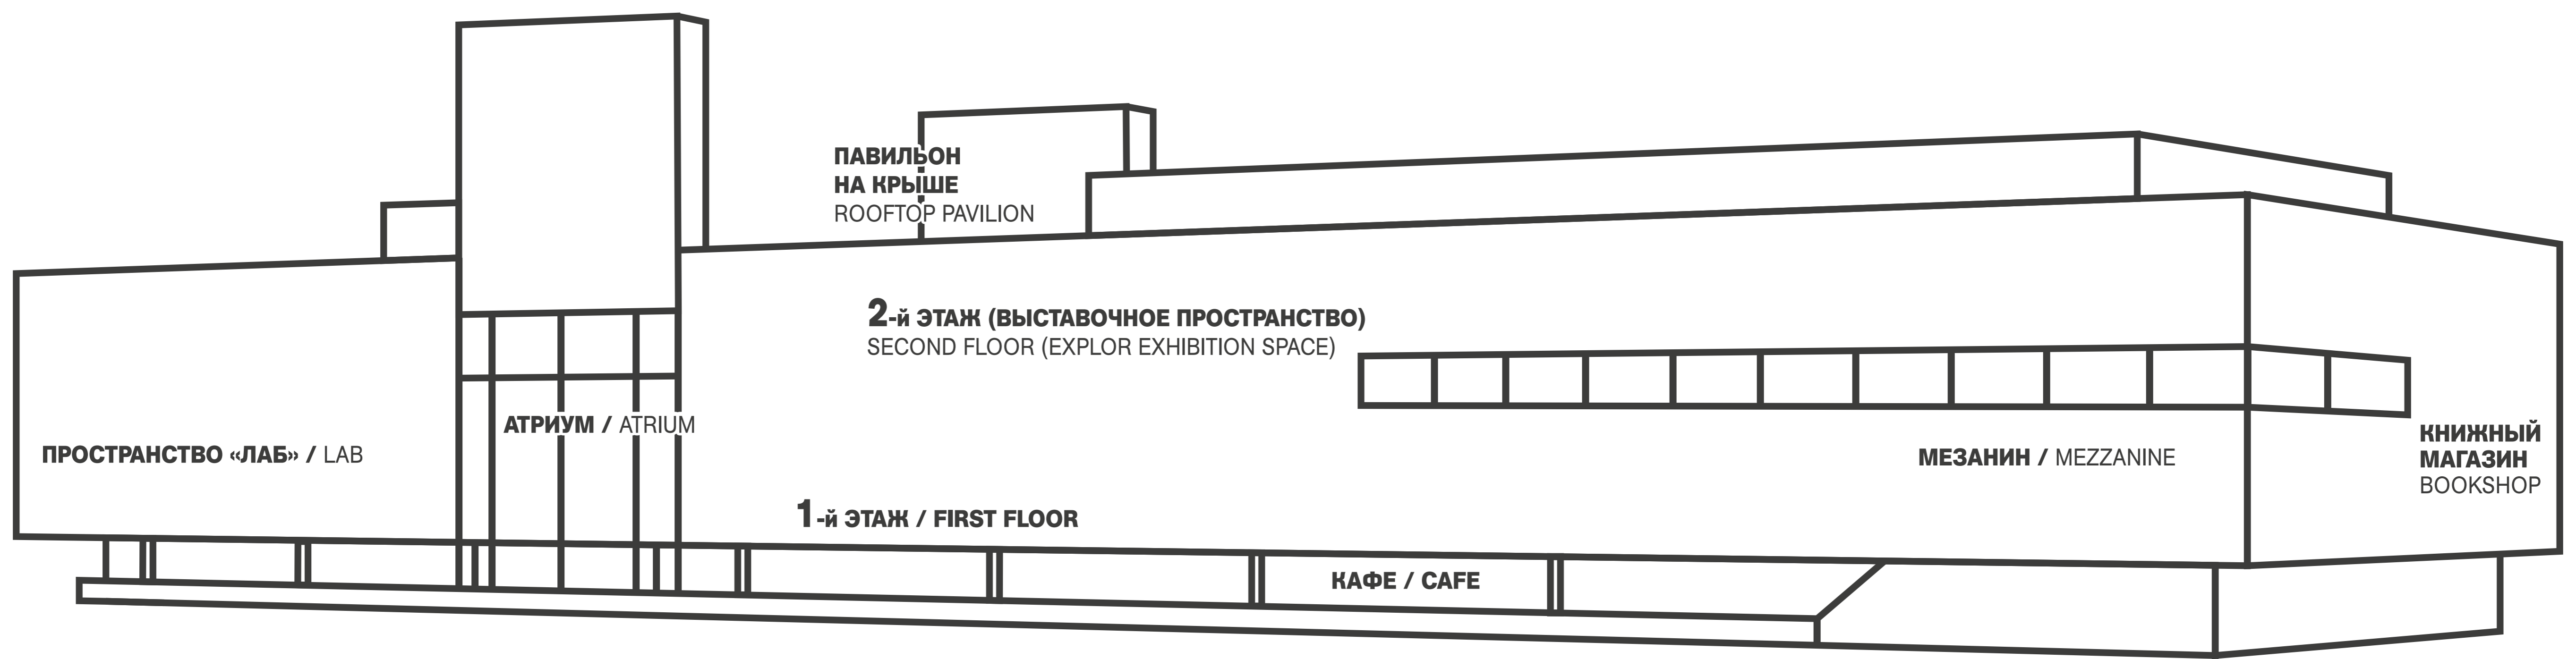 ПАВИЛЬОН
НА КРЫШЕ
ROOFTOP PAVILION
2-й ЭТАЖ (ВЫСТАВОЧНОЕ ПРОСТРАНСТВО)
SECOND FLOOR (EXPLOR EXHIBITION SPACE)
АТРИУМ / ATRIUM
ПРОСТРАНСТВО «ЛАБ» / LAB
МЕЗАНИН / MEZZANINE
КНИЖНЫЙ
МАГАЗИН
BOOKSHOP
1-й ЭТАЖ / FIRST FLOOR
КАФЕ / CAFE